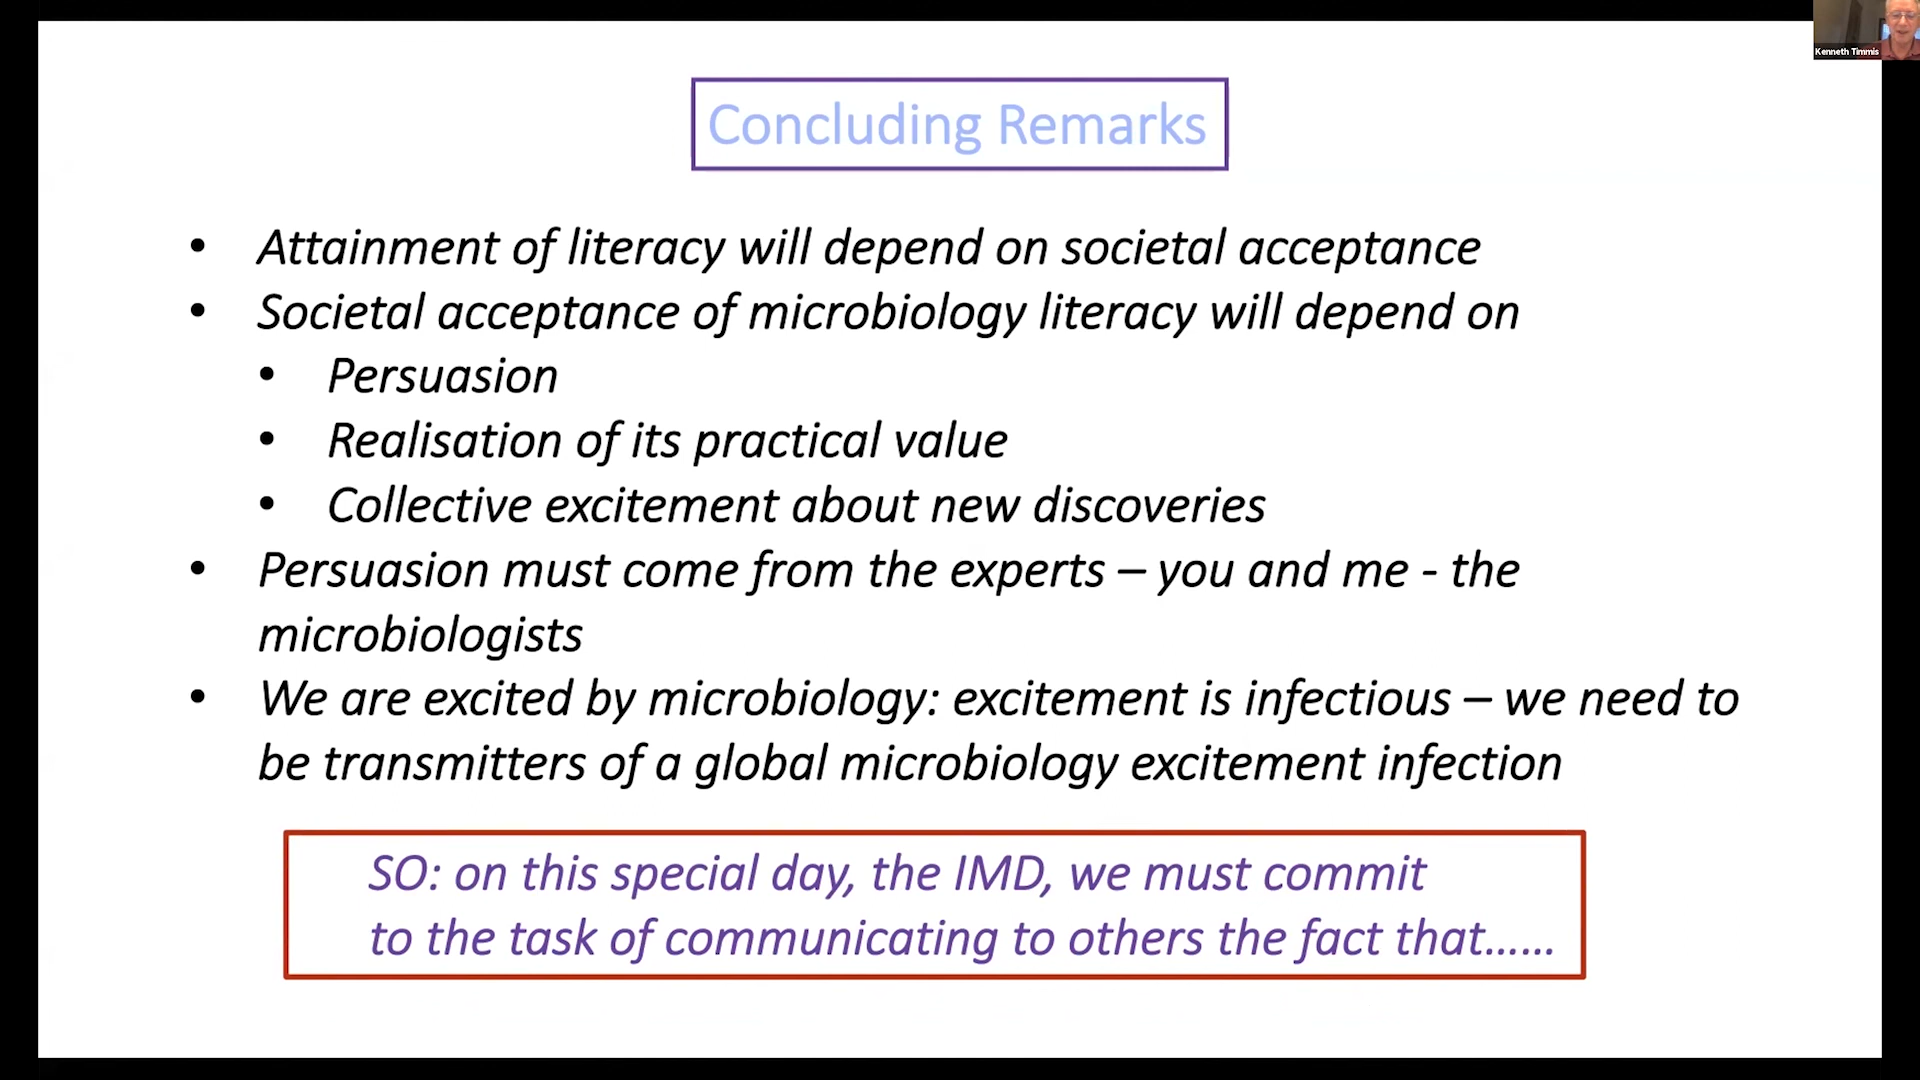 Kenneth Timmis
Concluding Remarks
• Attainment of literacy will depend on societal acceptance
• Societal acceptance of microbiology literacy will depend on
• Persuasion
• Realisation of its practical value
• Collective excitement about new discoveries
• Persuasion must come from the experts – you and me - the
microbiologists
• We are excited by microbiology: excitement is infectious – we need to
be transmitters of a global microbiology excitement infection
SO: on this special day, the IMD, we must commit
to the task of communicating to others the fact that……